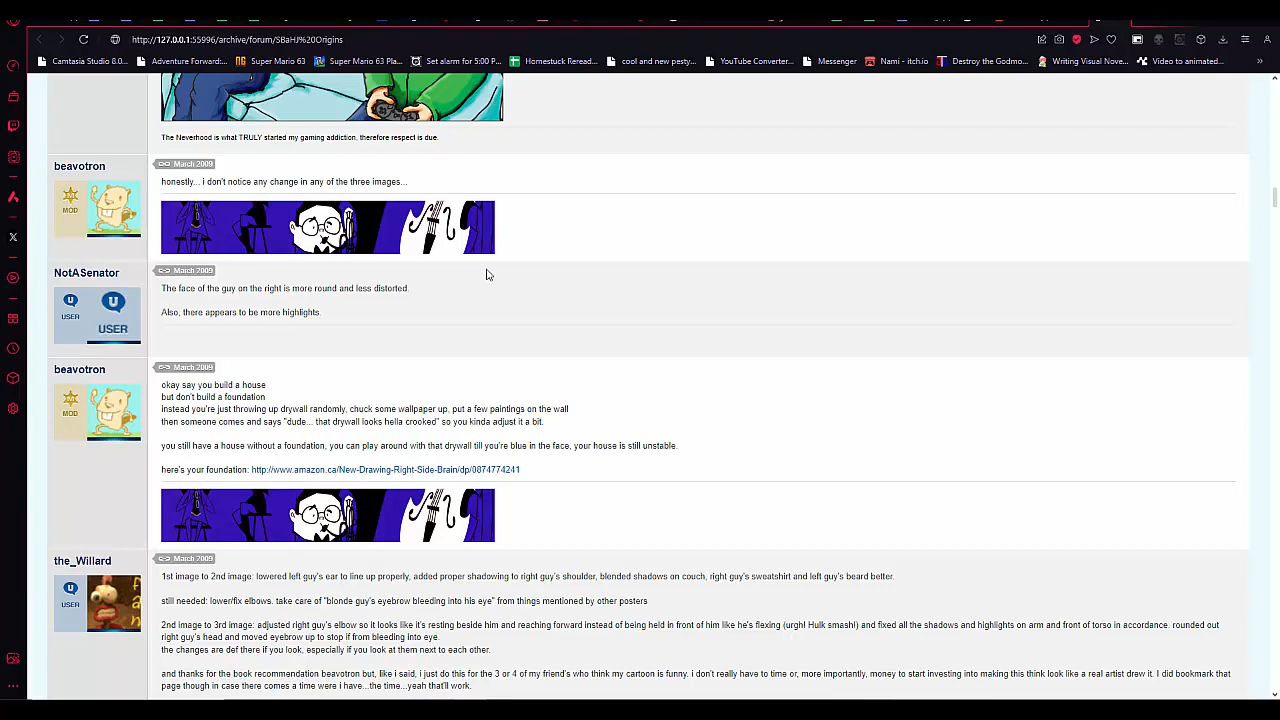 http://127.0.0.1:55996/archive/forum/SBaHJ%20Origins
Camtasia Studio 8.0... Adventure Forward:... Super Mario 63 Super Mario 63 Pla... Set alarm for 5:00 P... Homestuck Reread... cool and new pesty... YouTube Converter... Messenger Nami - itch.io Destroy the Godmo... Writing Visual Nove... Video to animated... »
The Neverhood is what TRULY started my gaming addiction, therefore respect is due.
beavotron
March 2009
MOD
honestly... i don't notice any change in any of the three images...
NotASenator
March 2009
U
USER
U
USER
The face of the guy on the right is more round and less distorted.
Also, there appears to be more highlights.
beavotron
March 2009
MOD
okay say you build a house
but don't build a foundation
instead you're just throwing up drywall randomly, chuck some wallpaper up, put a few paintings on the wall
then someone comes and says "dude... that drywall looks hella crooked" so you kinda adjust it a bit.
you still have a house without a foundation, you can play around with that drywall till you're blue in the face, your house is still unstable.
here's your foundation: http://www.amazon.ca/New-Drawing-Right-Side-Brain/dp/0874774241
the_Willard
March 2009
U
USER
1st image to 2nd image: lowered left guy's ear to line up properly, added proper shadowing to right guy's shoulder, blended shadows on couch, right guy's sweatshirt and left guy's beard better.
still needed: lower/fix elbows. take care of "blonde guy's eyebrow bleeding into his eye" from things mentioned by other posters
2nd image to 3rd image: adjusted right guy's elbow so it looks like it's resting beside him and reaching forward instead of being held in front of him like he's flexing (urgh! Hulk smash!) and fixed all the shadows and highlights on arm and front of torso in accordance. rounded out
right guy's head and moved eyebrow up to stop if from bleeding into eye.
the changes are def there if you look, especially if you look at them next to each other.
and thanks for the book recommendation beavotron but, like i said, i just do this for the 3 or 4 of my friend's who think my cartoon is funny. i don't really have to time or, more importantly, money to start investing into making this think look like a real artist drew it. I did bookmark that
page though in case there comes a time were i have...the time...yeah that'll work.